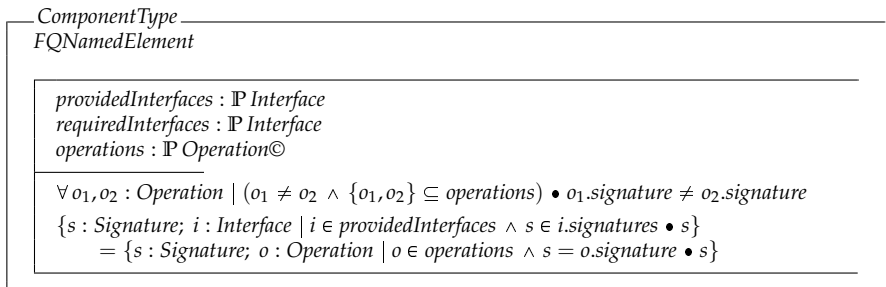 ComponentType
FQNamedElement
providedInterfaces : ℙ Interface
requiredInterfaces : ℙ Interface
operations : ℙ Operation©
∀ o₁, o₂ : Operation | (o₁ ≠ o₂ ∧ {o₁, o₂} ⊆ operations) • o₁.signature ≠ o₂.signature
{s : Signature; i : Interface | i ∈ providedInterfaces ∧ s ∈ i.signatures • s}
= {s : Signature; o : Operation | o ∈ operations ∧ s = o.signature • s}